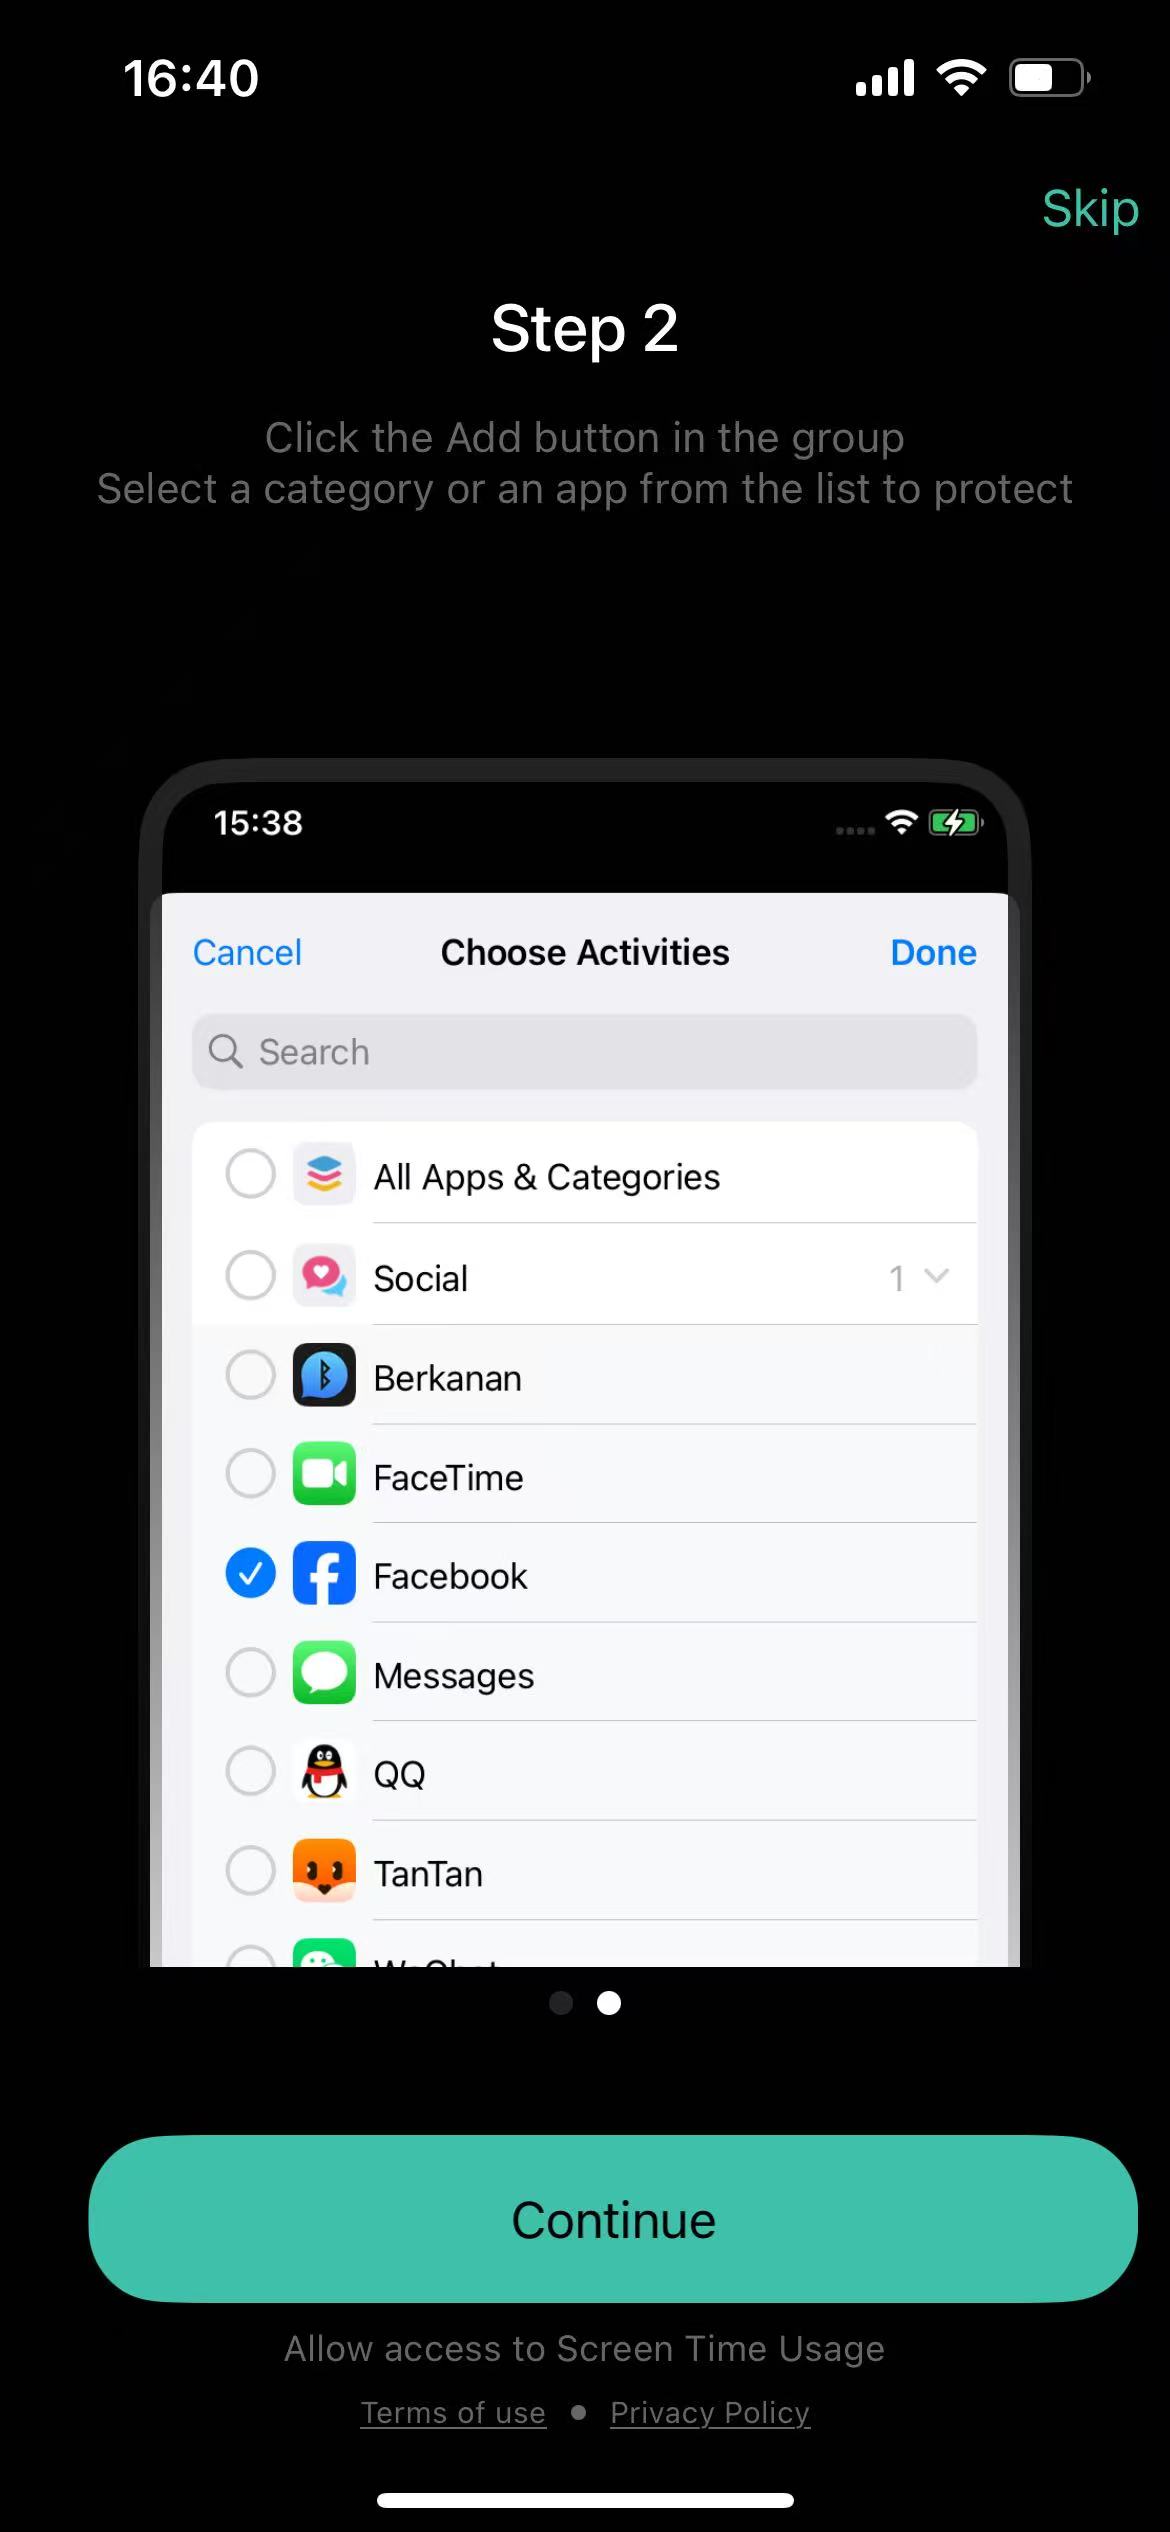 16:40
Skip
Step 2
Click the Add button in the group
Select a category or an app from the list to protect
15:38
Cancel
Choose Activities
Done
Search
All Apps & Categories
Social
1
Berkanan
FaceTime
Facebook
Messages
QQ
TanTan
WeChat
Continue
Allow access to Screen Time Usage
Terms of use
Privacy Policy